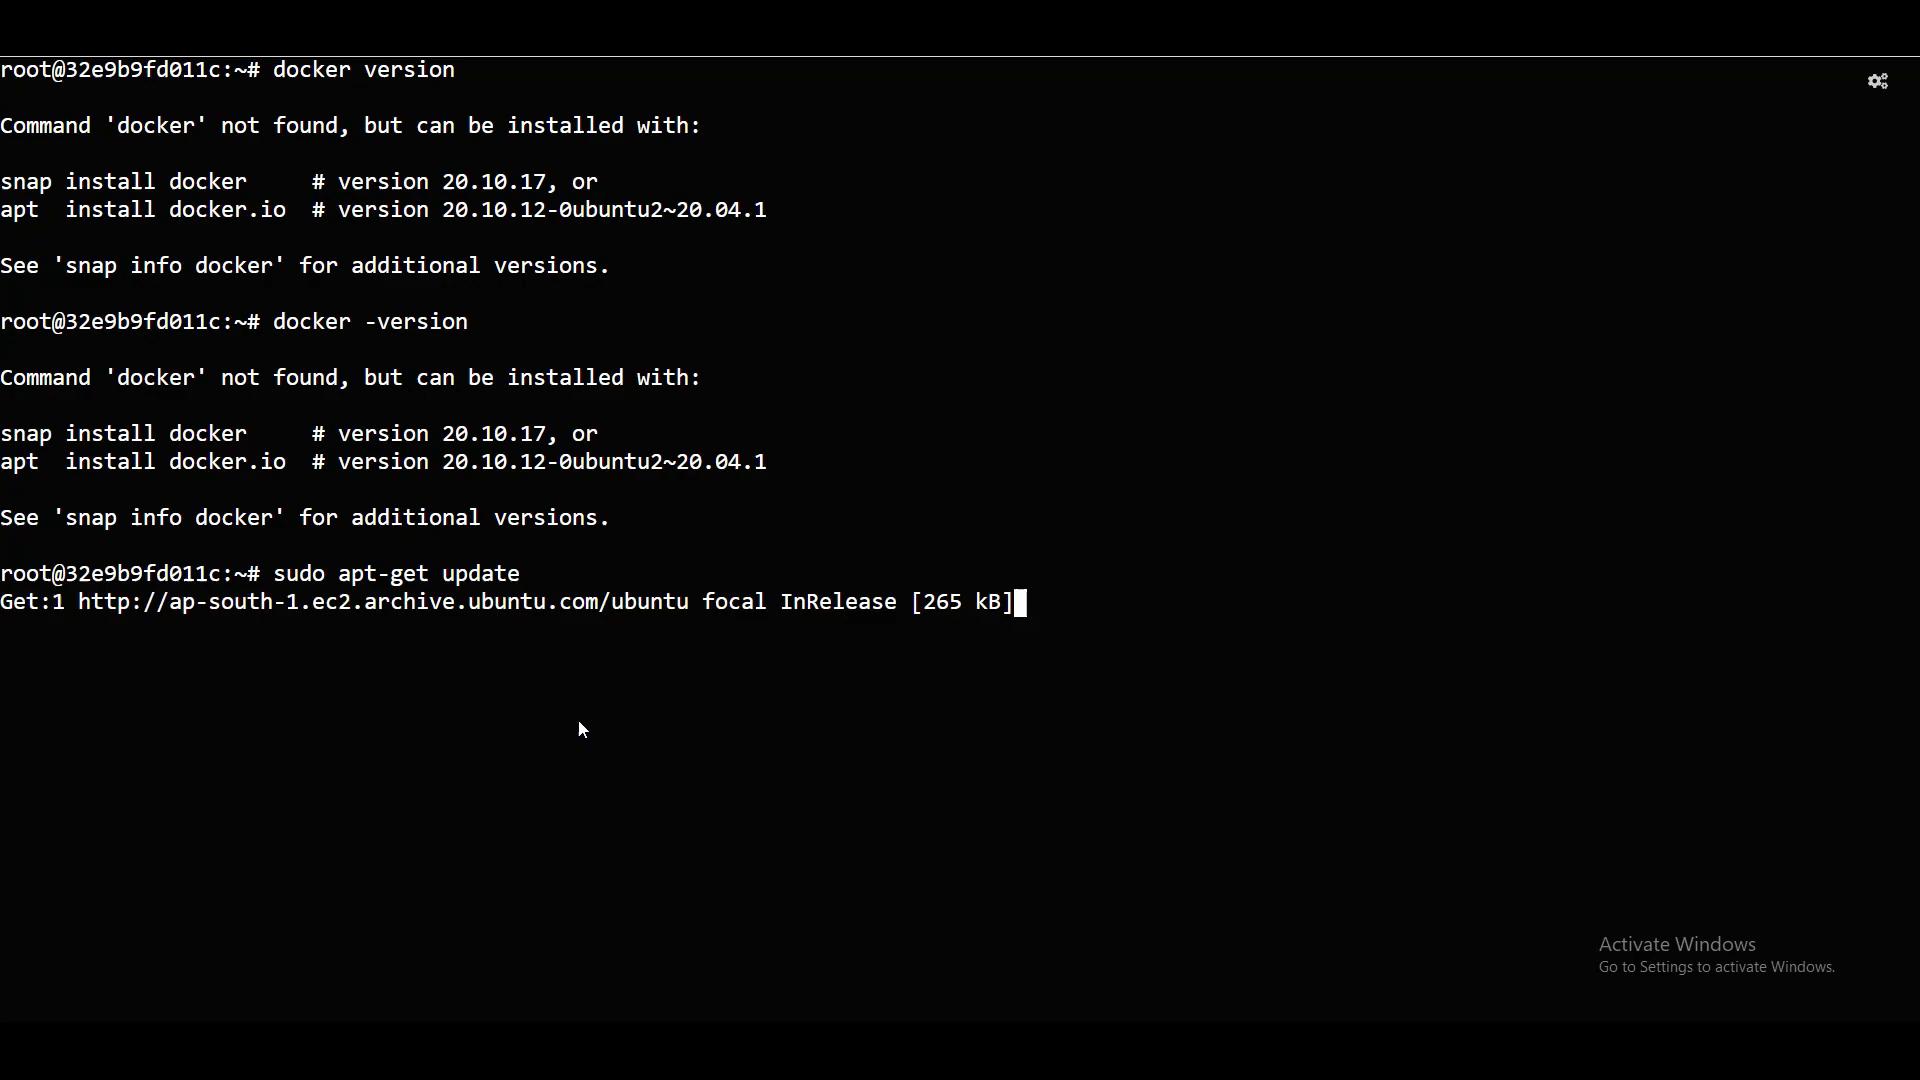 root@32e9b9fd011c:~# docker version
Command 'docker' not found, but can be installed with:
snap install docker     # version 20.10.17, or
apt  install docker.io  # version 20.10.12-0ubuntu2~20.04.1
See 'snap info docker' for additional versions.
root@32e9b9fd011c:~# docker -version
Command 'docker' not found, but can be installed with:
snap install docker     # version 20.10.17, or
apt  install docker.io  # version 20.10.12-0ubuntu2~20.04.1
See 'snap info docker' for additional versions.
root@32e9b9fd011c:~# sudo apt-get update
Get:1 http://ap-south-1.ec2.archive.ubuntu.com/ubuntu focal InRelease [265 kB]
Activate Windows
Go to Settings to activate Windows.